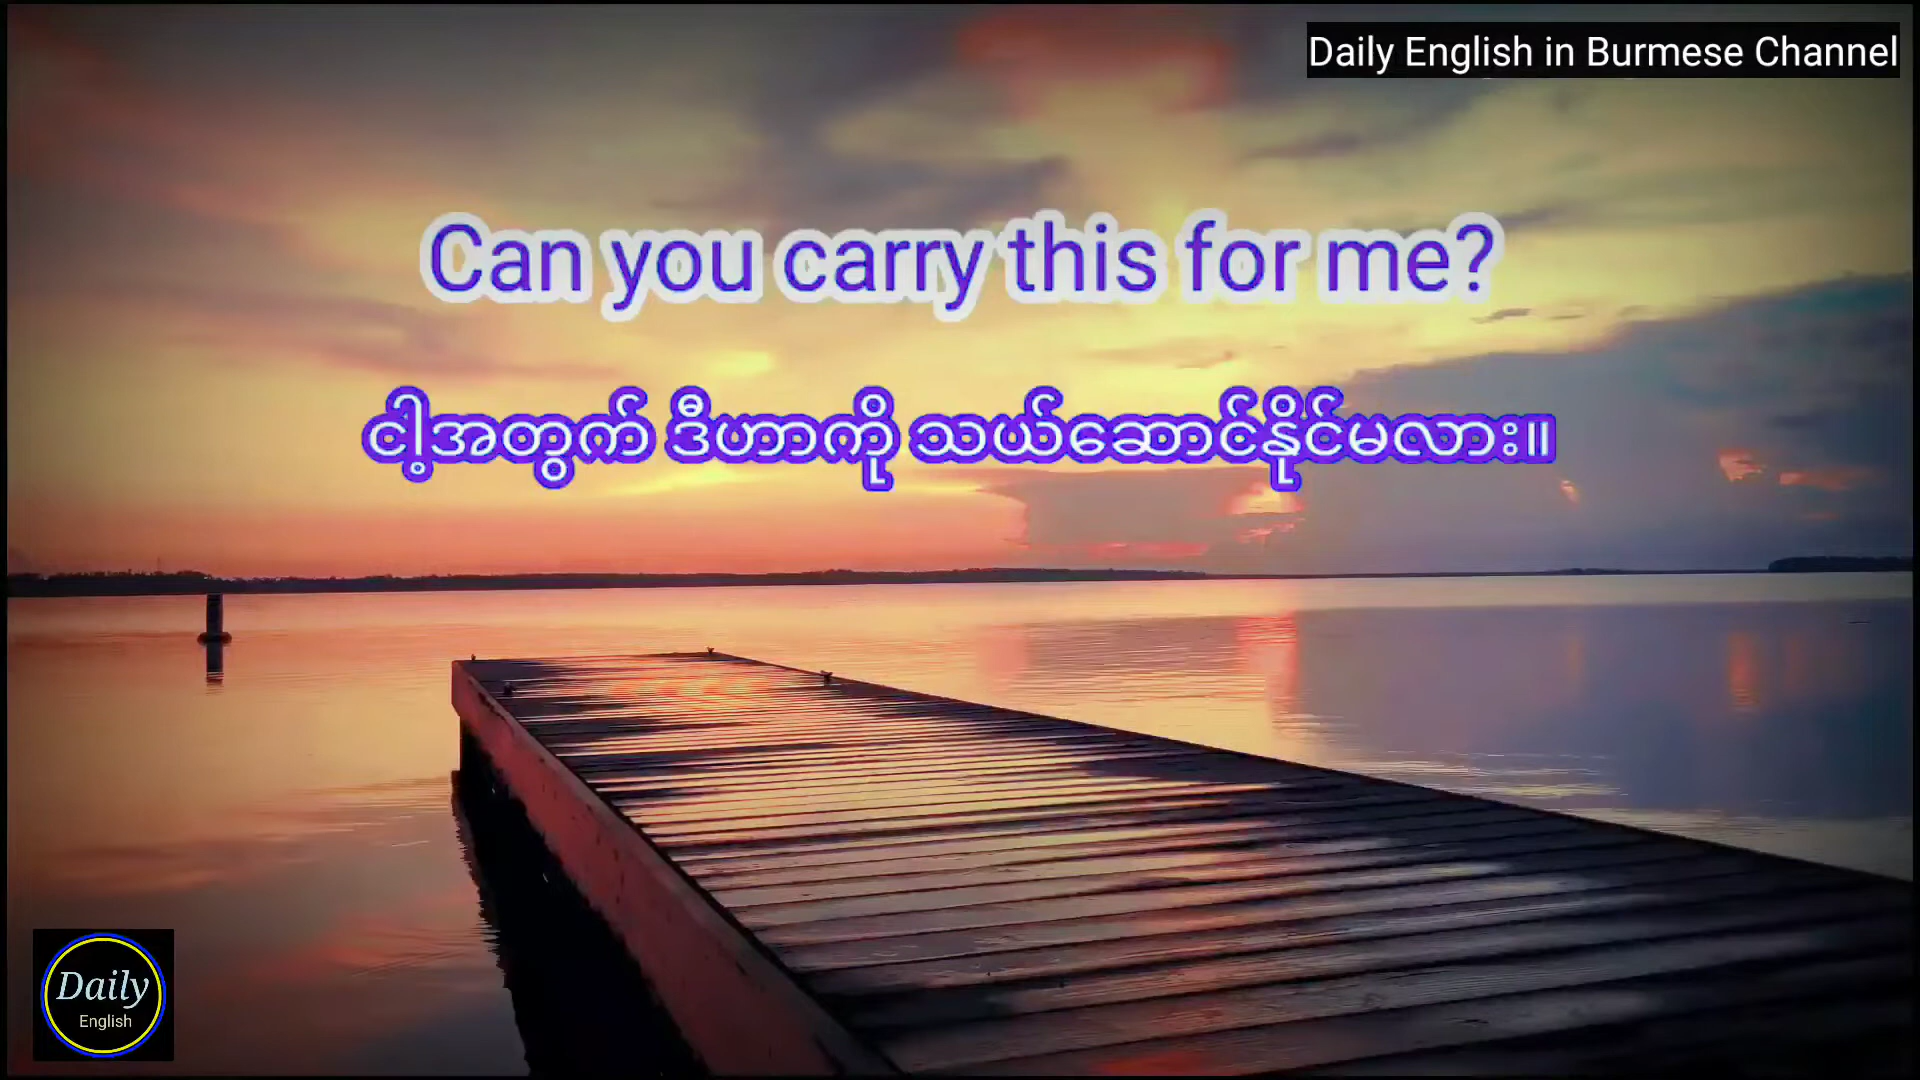 Daily English in Burmese Channel
Can you carry this for me?
ငါ့အတွက် ဒီဟာကို သယ်ဆောင်နိုင်မလား။
Daily
English